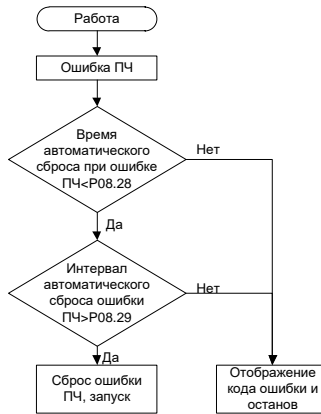 Работа
Ошибка ПЧ
Время
автоматического
сброса при ошибке
ПЧ<P08.28
Нет
Да
Интервал
автоматического
сброса ошибки
ПЧ>P08.29
Нет
Да
Сброс ошибки
ПЧ, запуск
Отображение
кода ошибки и
останов